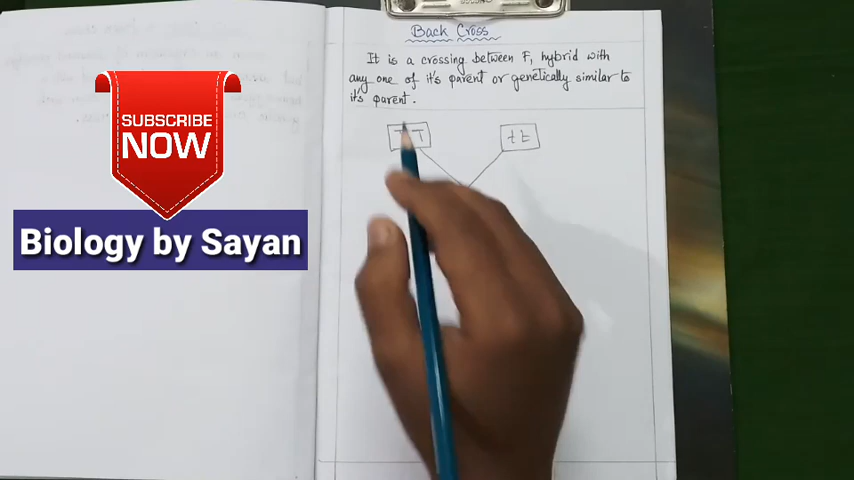 Back Cross
It is a crossing between F1 hybrid with
any one of it's parent or genetically similar to
it's parent.
TT
tt
SUBSCRIBE
NOW
Biology by Sayan